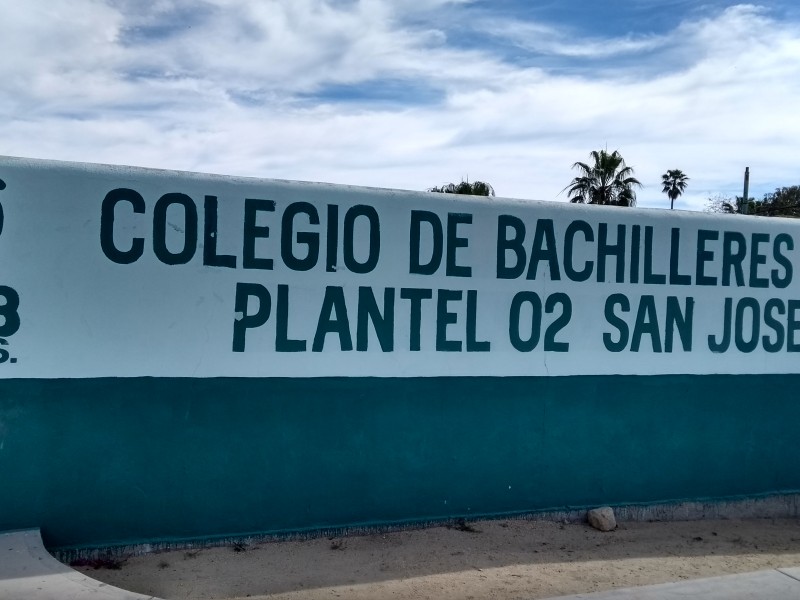 COLEGIO DE BACHILLERES
PLANTEL 02 SAN JOSE